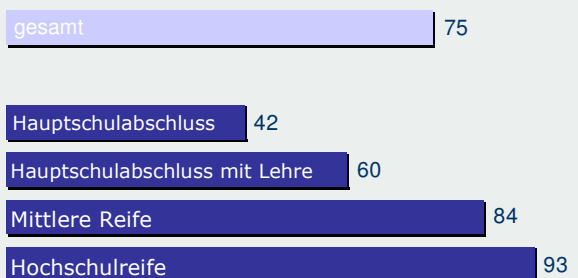 gesamt 75
Hauptschulabschluss 42
Hauptschulabschluss mit Lehre 60
Mittlere Reife 84
Hochschulreife 93